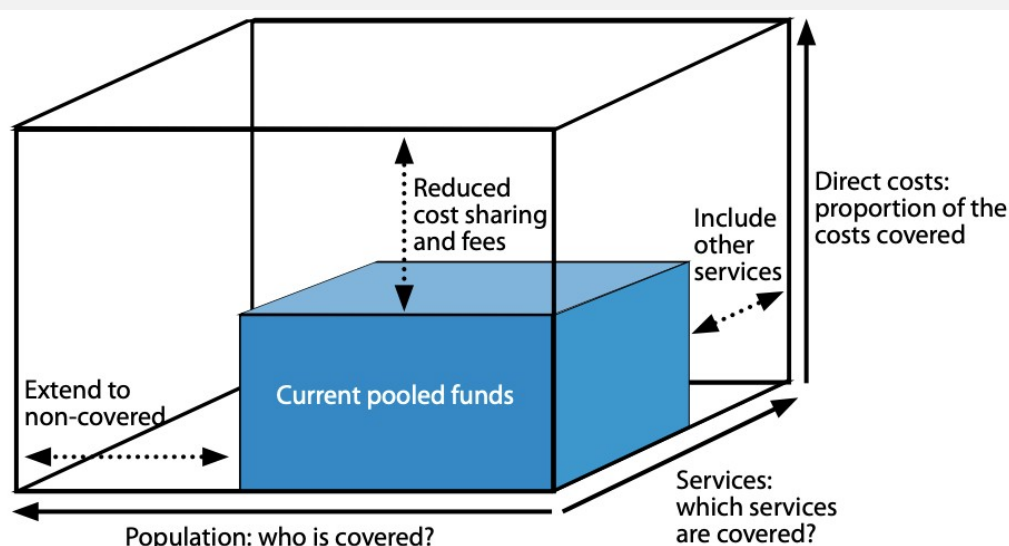 Reduced
cost sharing
and fees
Include
other
services
Direct costs:
proportion of the
costs covered
Extend to
non-covered
Current pooled funds
Services:
which services
are covered?
Population: who is covered?